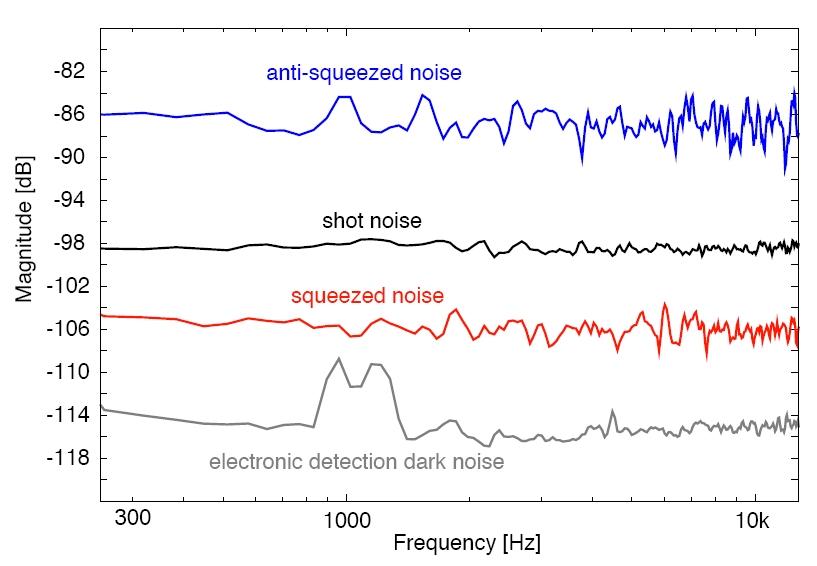 -82
anti-squeezed noise
-86
-90
-94
shot noise
-98
-102
squeezed noise
-106
-110
-114
-118
electronic detection dark noise
Magnitude [dB]
300
1000
10k
Frequency [Hz]